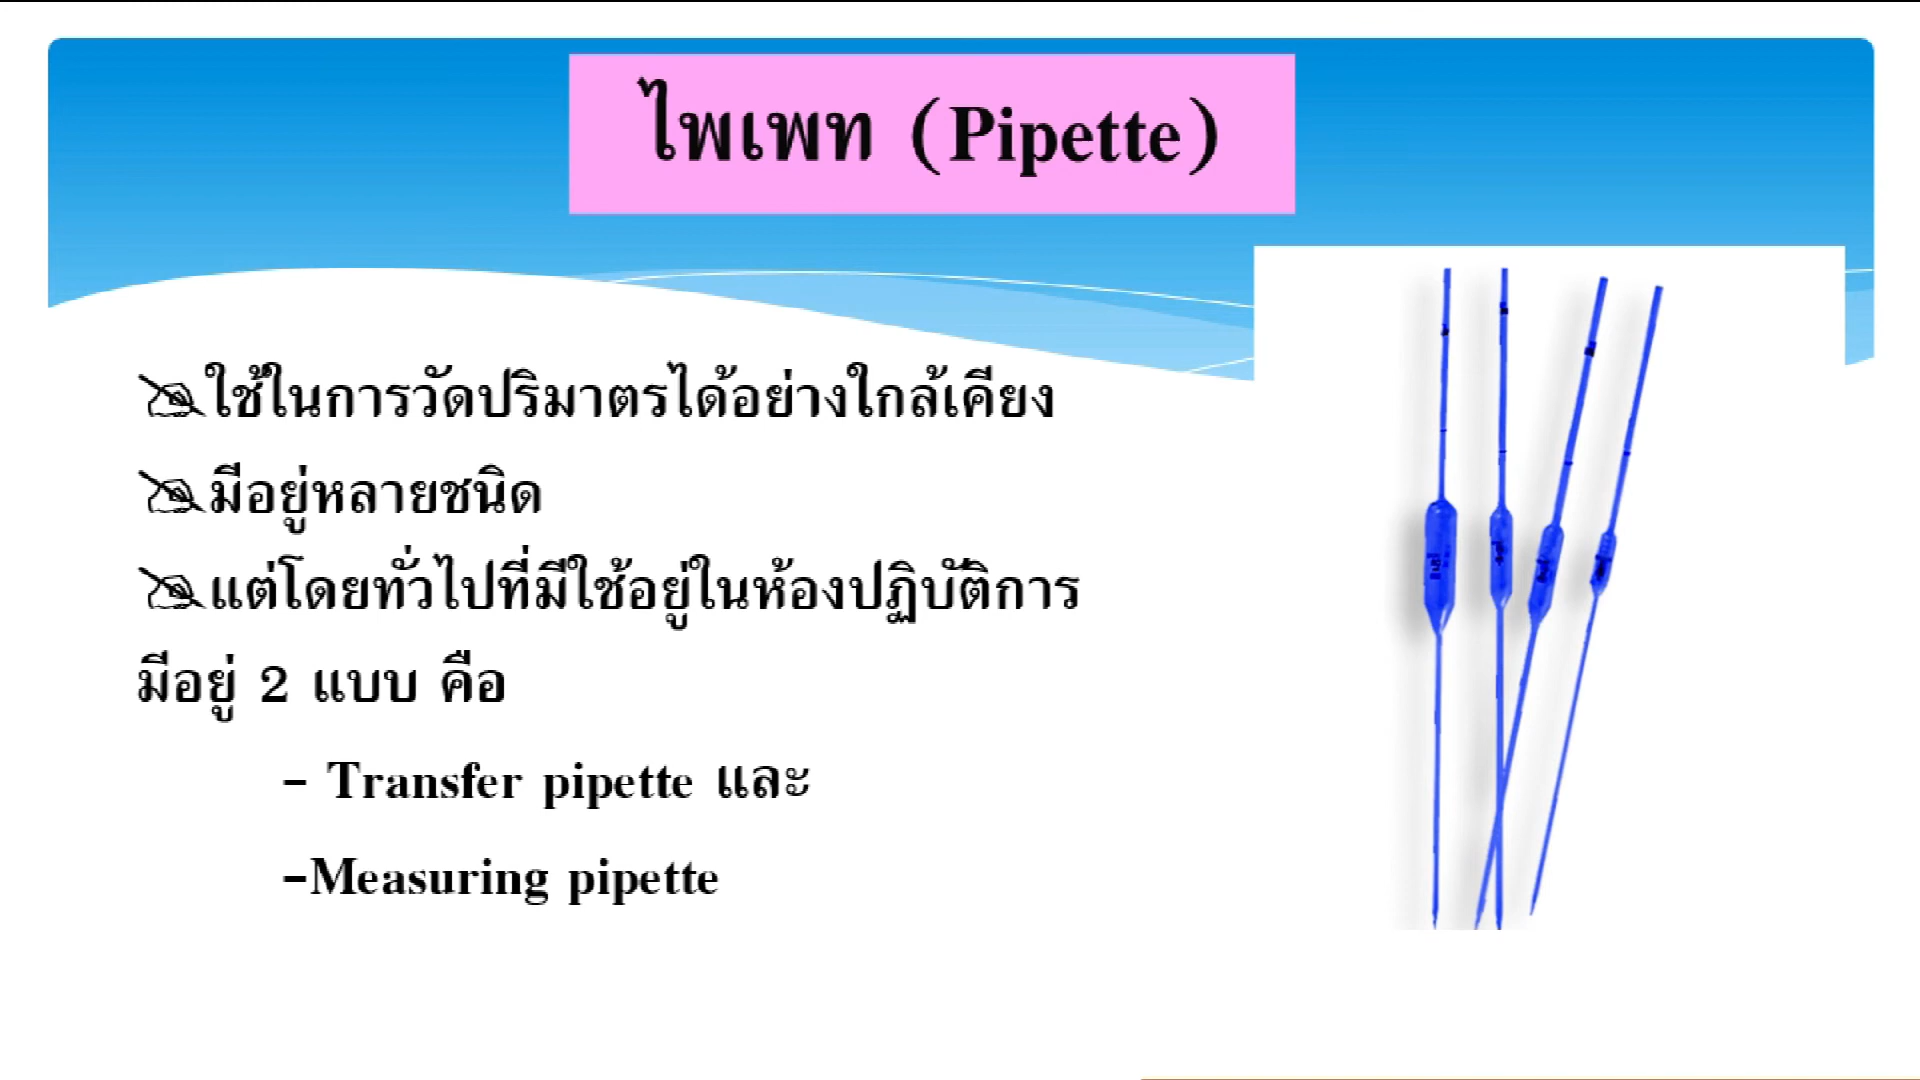 ไพเพท (Pipette)
ใช้ในการวัดปริมาตรได้อย่างใกล้เคียง
มีอยู่หลายชนิด
แต่โดยทั่วไปที่มีใช้อยู่ในห้องปฏิบัติการ
มีอยู่ 2 แบบ คือ
- Transfer pipette และ
-Measuring pipette